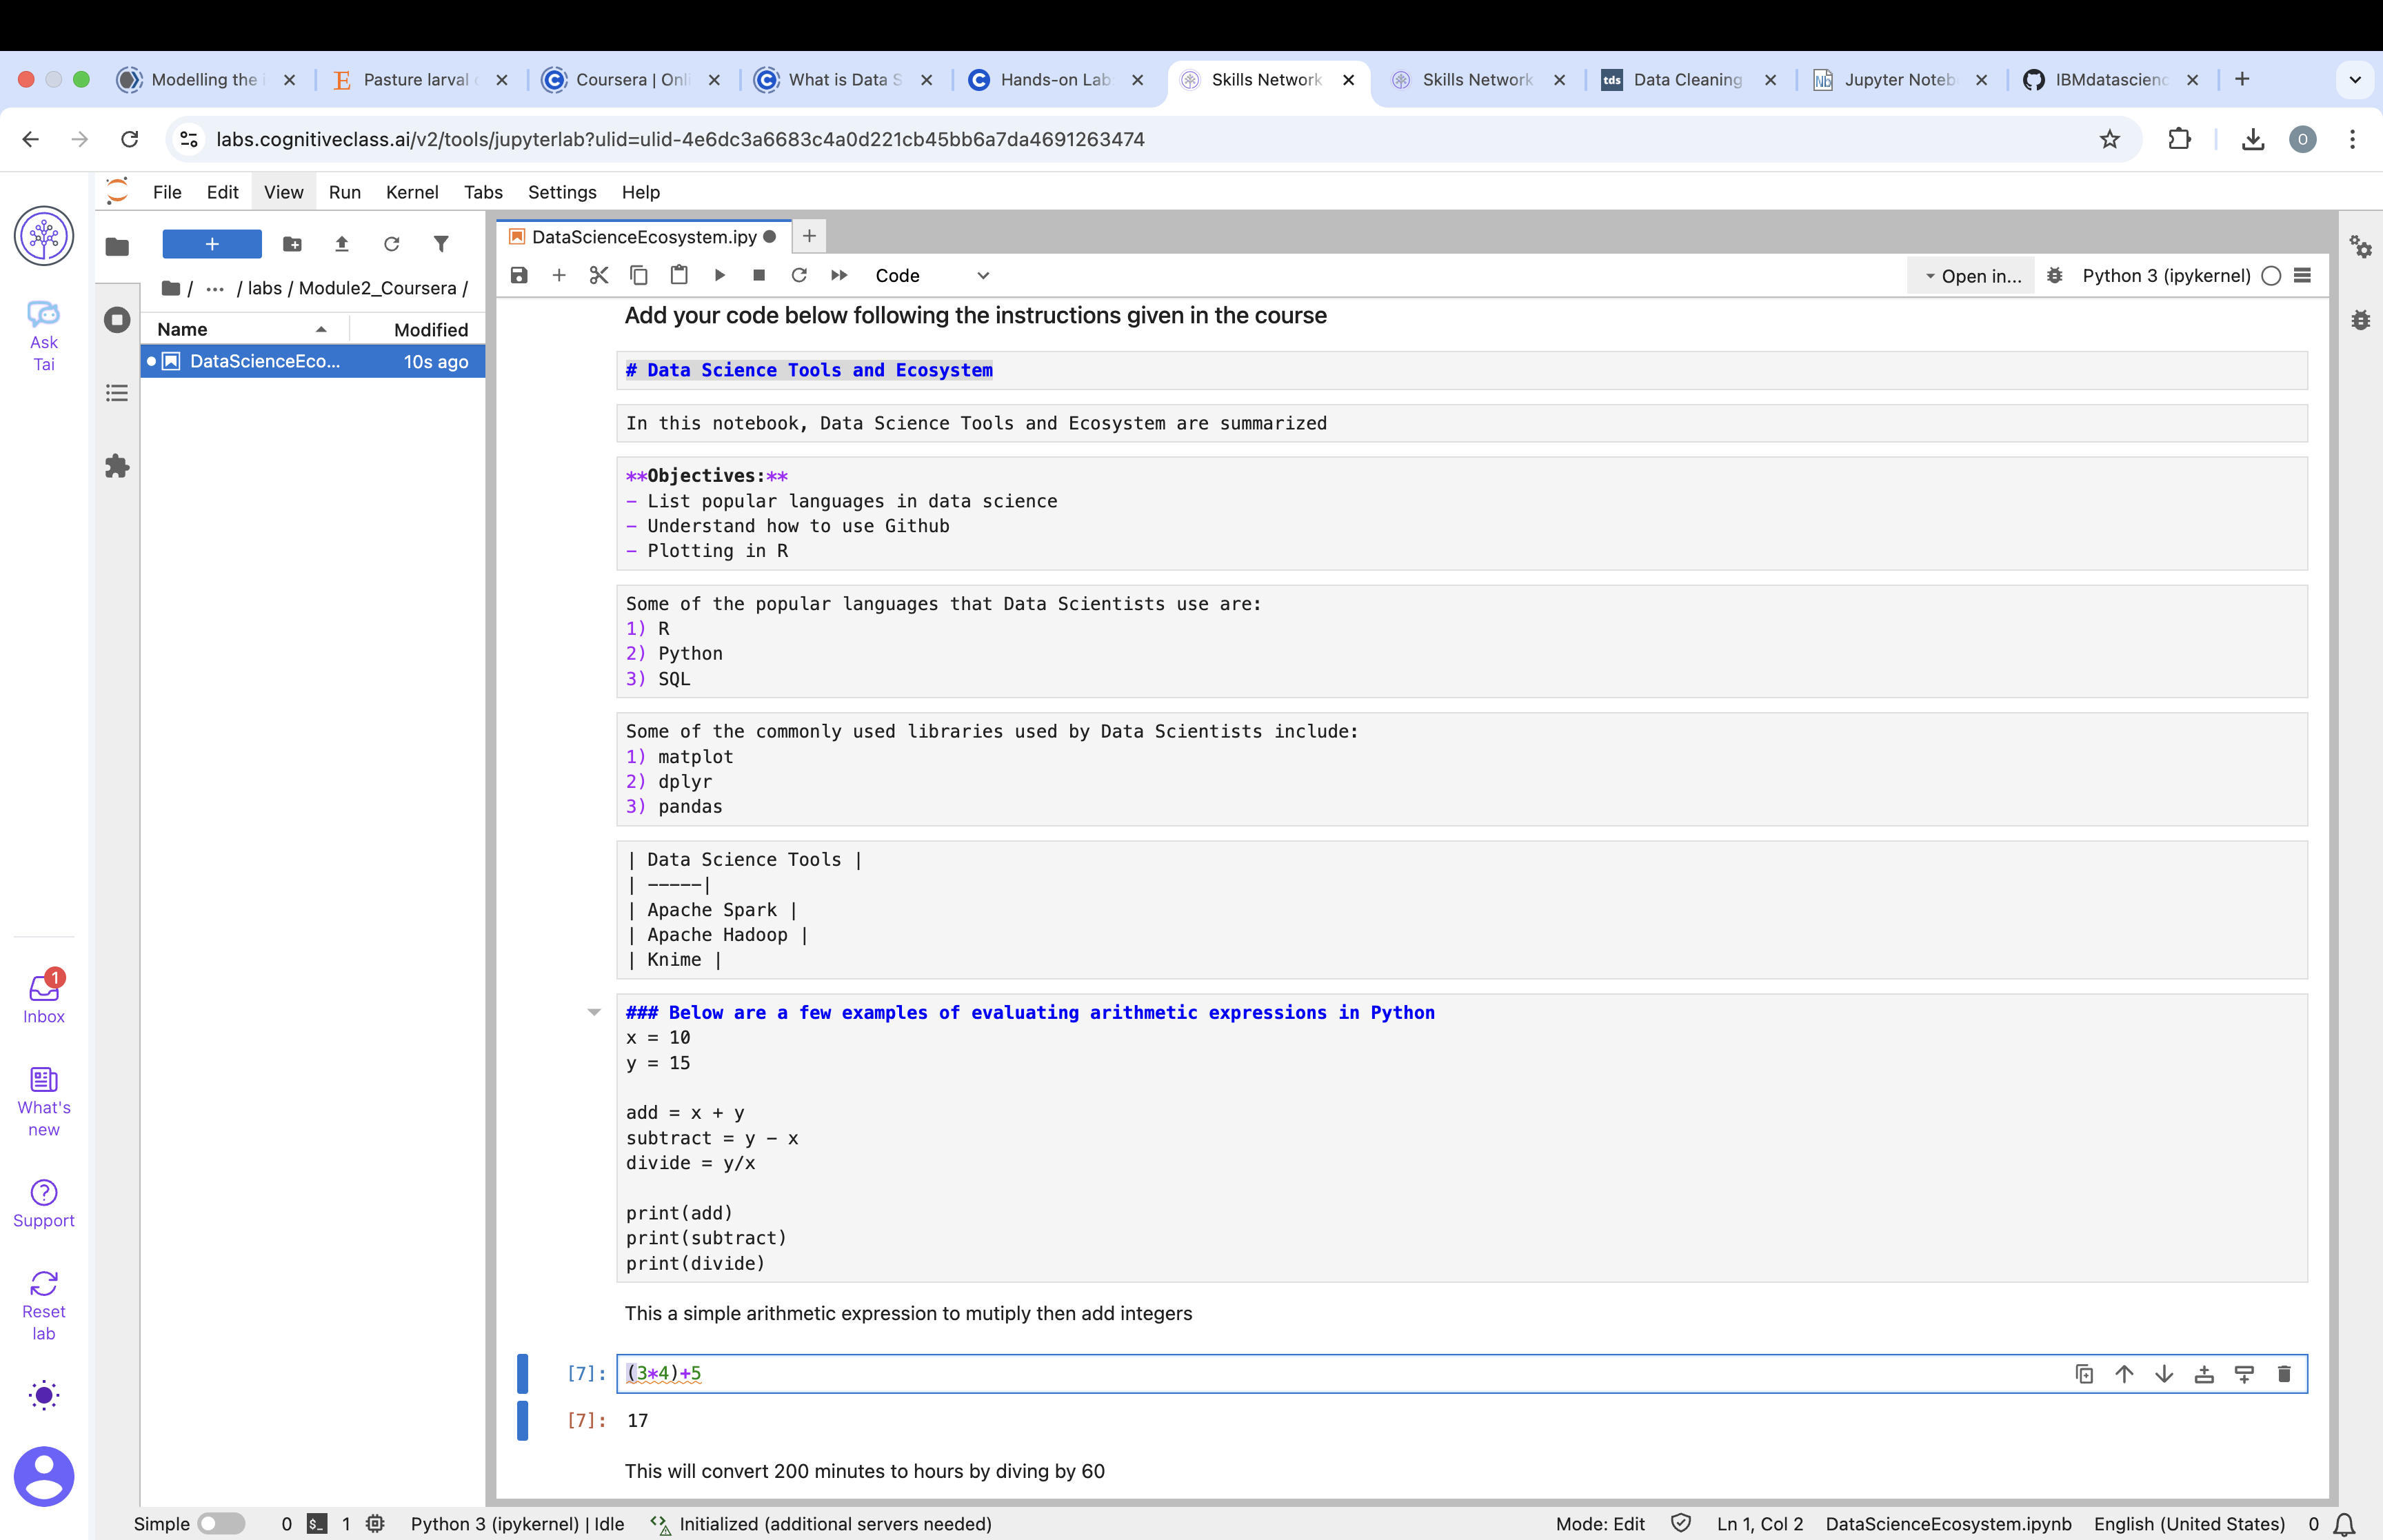 Modelling the i
Pasture larval c
Coursera | Onli
What is Data S
Hands-on Lab
Skills Network
Skills Network
tds Data Cleaning
Nb Jupyter Noteb
IBMdatascienc
labs.cognitiveclass.ai/v2/tools/jupyterlab?ulid=ulid-4e6dc3a6683c4a0d221cb45bb6a7da4691263474
O
File Edit View Run Kernel Tabs Settings Help
Ask
Tai
Inbox
1
What's
new
Support
Reset
lab
/ ··· / labs / Module2_Coursera /
Name Modified
DataScienceEco... 10s ago
DataScienceEcosystem.ipy
Code
Open in...
Python 3 (ipykernel)
Add your code below following the instructions given in the course
# Data Science Tools and Ecosystem
In this notebook, Data Science Tools and Ecosystem are summarized
**Objectives:**
- List popular languages in data science
- Understand how to use Github
- Plotting in R
Some of the popular languages that Data Scientists use are:
1) R
2) Python
3) SQL
Some of the commonly used libraries used by Data Scientists include:
1) matplot
2) dplyr
3) pandas
| Data Science Tools |
| -----|
| Apache Spark |
| Apache Hadoop |
| Knime |
### Below are a few examples of evaluating arithmetic expressions in Python
x = 10
y = 15
add = x + y
subtract = y - x
divide = y/x
print(add)
print(subtract)
print(divide)
This a simple arithmetic expression to mutiply then add integers
[7]: (3*4)+5
[7]: 17
This will convert 200 minutes to hours by diving by 60
Simple 0 $_ 1 Python 3 (ipykernel) | Idle Initialized (additional servers needed)
Mode: Edit Ln 1, Col 2 DataScienceEcosystem.ipynb English (United States) 0